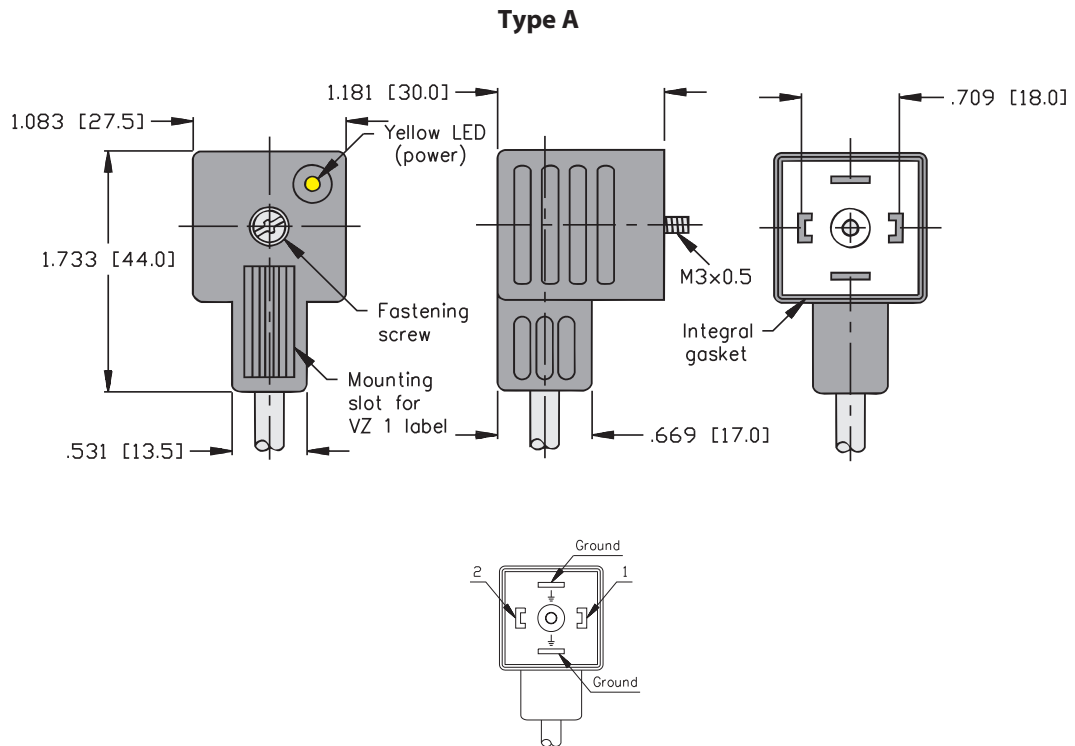 Type A
1.083 [27.5]
Yellow LED
(power)
1.181 [30.0]
.709 [18.0]
1.733 [44.0]
Fastening
screw
Mounting
slot for
VZ 1 label
.531 [13.5]
M3x0.5
.669 [17.0]
Integral
gasket
Ground
2
1
Ground